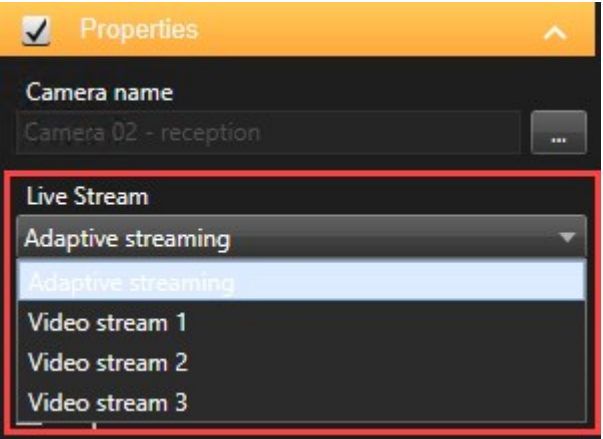 Properties
Camera name
Camera 02 - reception
...
Live Stream
Adaptive streaming
Adaptive streaming
Video stream 1
Video stream 2
Video stream 3